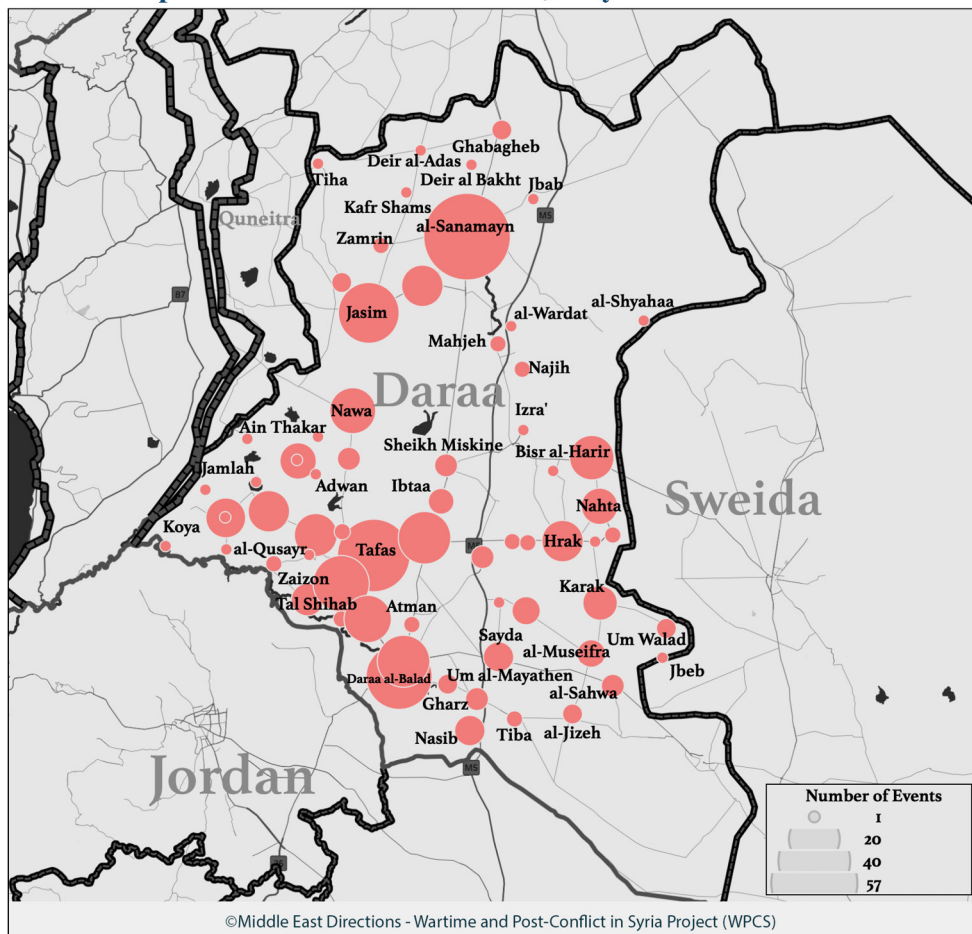 Ghabagheb
Deir al-Adas
Tiha
Deir al Bakht
Jbab
Kafr Shams
Quneitra
al-Sanamayn
M5
Zamrin
87
al-Shyahaa
al-Wardat
Jasim
Mahjeh
Najih
Daraa
Nawa
Izra'
Ain Thakar
Sheikh Miskine
Bisr al-Harir
Jamlah
Adwan
Ibtaa
Sweida
Nahta
Koya
al-Qusayr
Tafas
M5
Hrak
Zaizon
Karak
Tal Shihab
Atman
Sayda
Um Walad
al-Museifra
Jbeb
Daraa al-Balad
Um al-Mayathen
al-Sahwa
Gharz
Nasib
Tiba
al-Jizeh
M5
Jordan
Number of Events
1
20
40
57
©Middle East Directions - Wartime and Post-Conflict in Syria Project (WPCS)